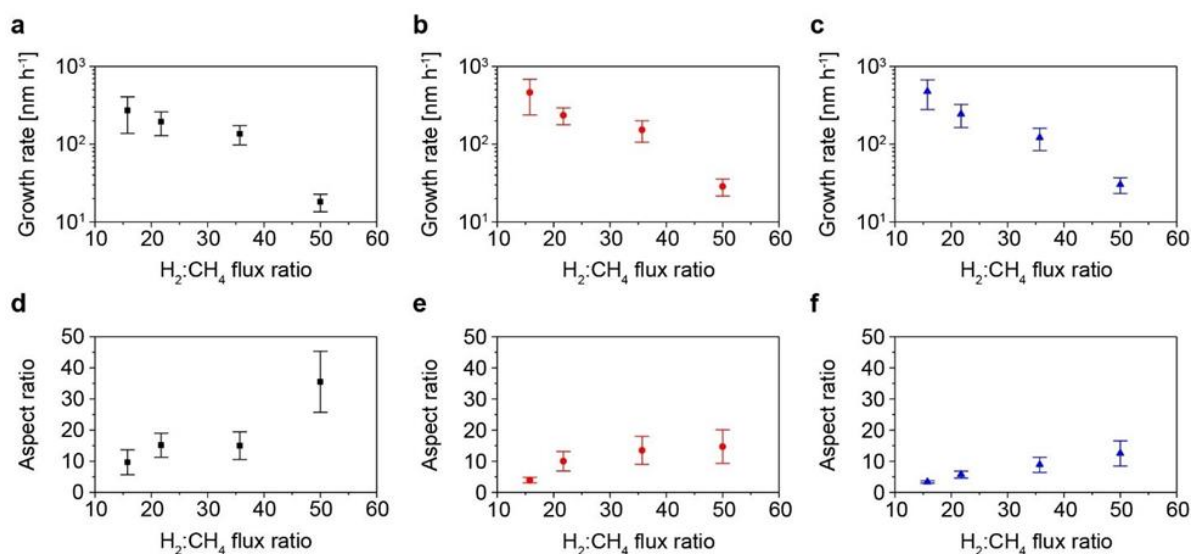 a
Growth rate [nm h⁻¹]
10³
10²
10¹
10 20 30 40 50 60
H₂:CH₄ flux ratio
b
Growth rate [nm h⁻¹]
10³
10²
10¹
10 20 30 40 50 60
H₂:CH₄ flux ratio
c
Growth rate [nm h⁻¹]
10³
10²
10¹
10 20 30 40 50 60
H₂:CH₄ flux ratio
d
Aspect ratio
50
40
30
20
10
0
10 20 30 40 50 60
H₂:CH₄ flux ratio
e
Aspect ratio
50
40
30
20
10
0
10 20 30 40 50 60
H₂:CH₄ flux ratio
f
Aspect ratio
50
40
30
20
10
0
10 20 30 40 50 60
H₂:CH₄ flux ratio